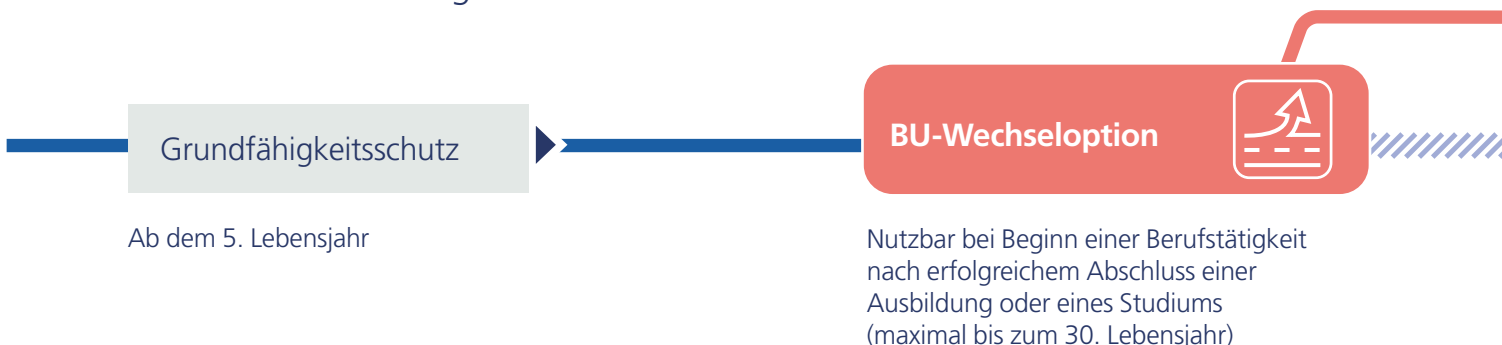 Grundfähigkeitsschutz
BU-Wechseloption
Ab dem 5. Lebensjahr
Nutzbar bei Beginn einer Berufstätigkeit
nach erfolgreichem Abschluss einer
Ausbildung oder eines Studiums
(maximal bis zum 30. Lebensjahr)